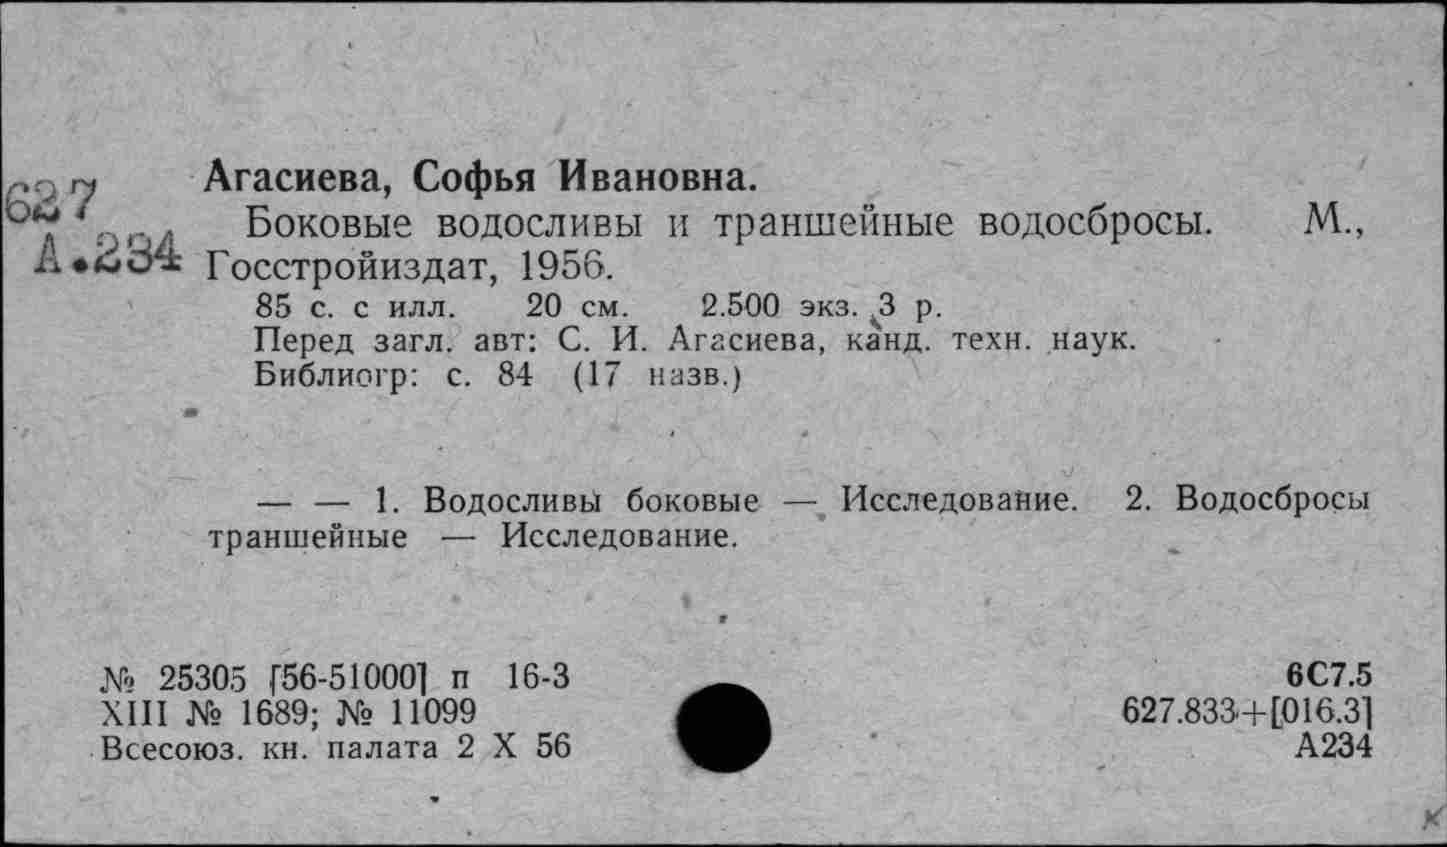 Агасиева, Софья Ивановна.
627
Боковые водосливы и траншейные водосбросы. М.,
А.234
Госстройиздат, 1956.
85 с. с илл. 20 см. 2.500 экз. 3 р.
Перед загл. авт: С. И. Агасиева, канд. техн. наук.
Библиогр: с. 84 (17 назв.)
— — 1. Водосливы боковые — Исследование. 2. Водосбросы
траншейные — Исследование.
№ 25305 [56-51000] п 16-3
XIII № 1689; № 11099
Всесоюз. кн. палата 2 X 56
6С7.5
627.833+[016.3]
А234